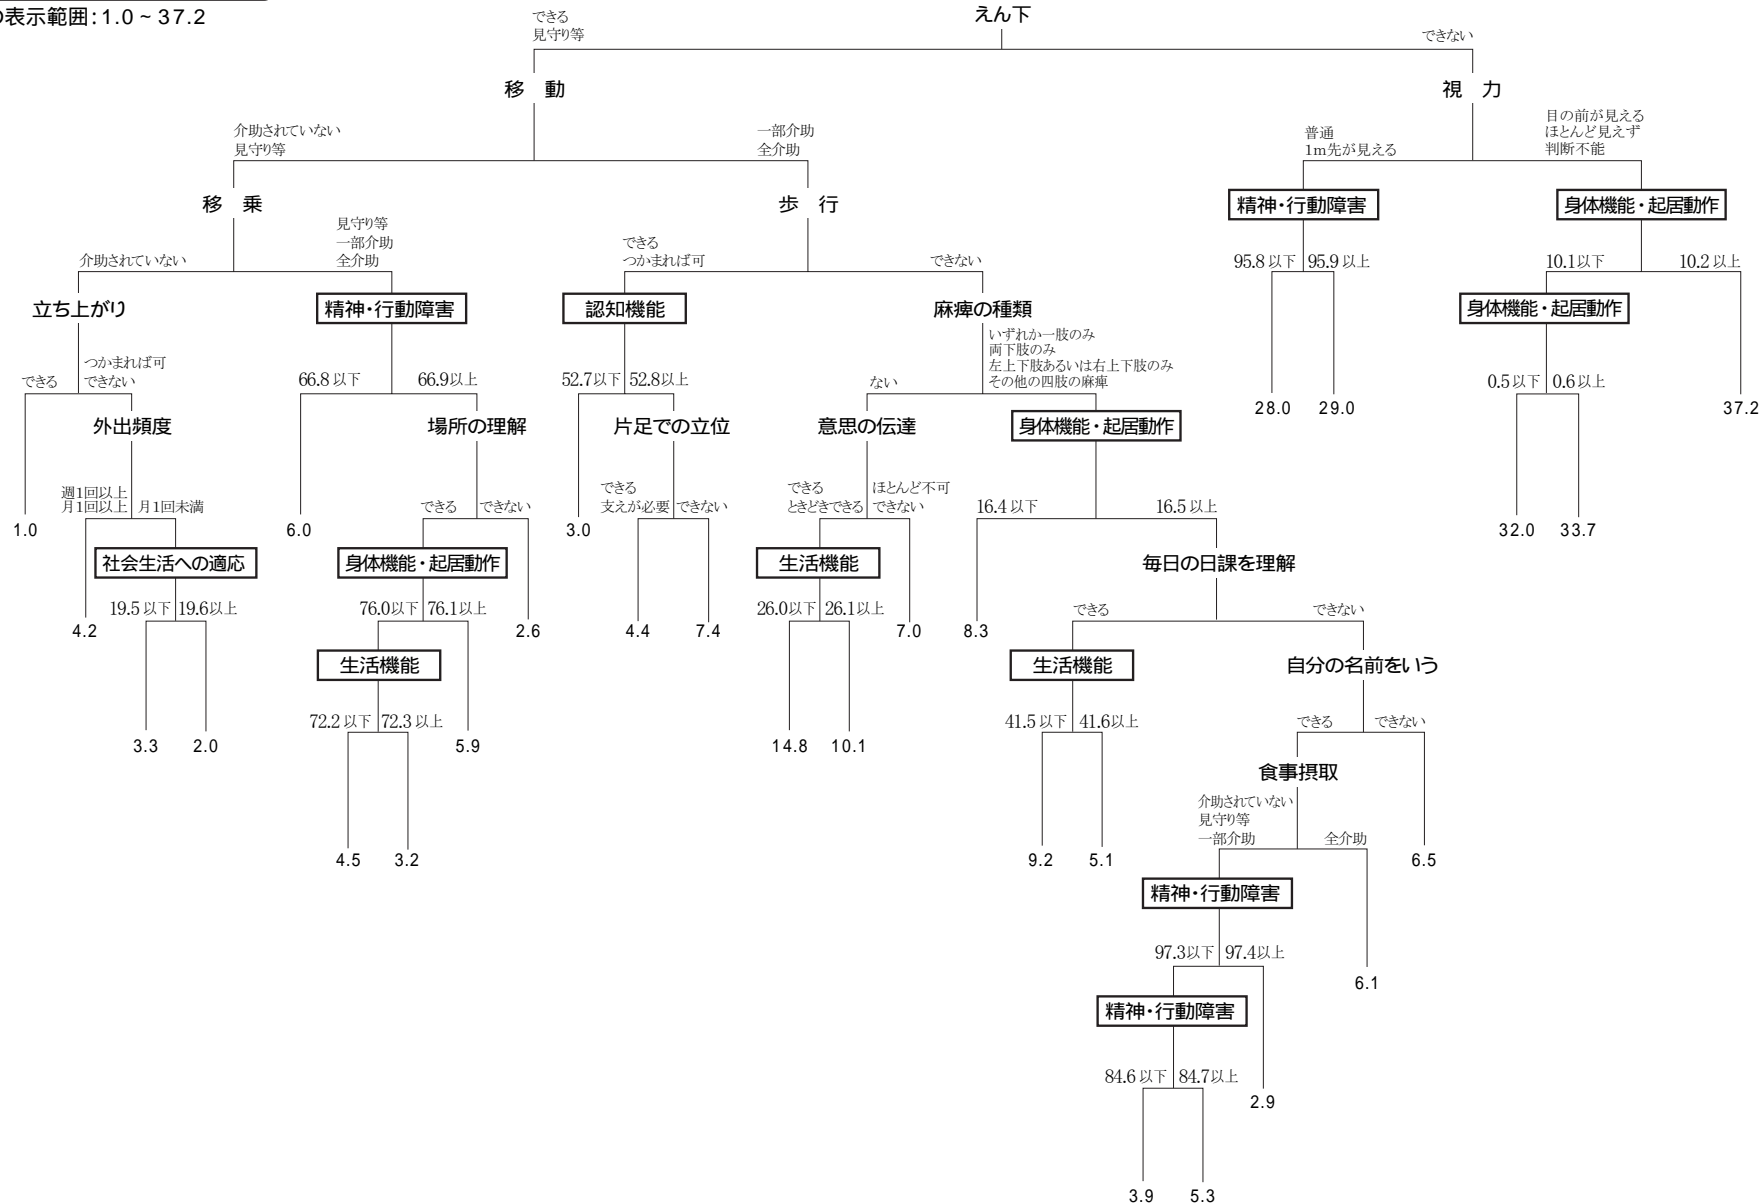 の表示範囲:1.0～37.2
えん下
できる
見守り等
できない
移　動
視　力
介助されていない
見守り等
一部介助
全介助
普通
1m先が見える
目の前が見える
ほとんど見えず
判断不能
移　乗
歩　行
精神・行動障害
身体機能・起居動作
介助されていない
見守り等
一部介助
全介助
できる
つかまれば可
できない
95.8以下
95.9以上
10.1以下
10.2以上
立ち上がり
精神・行動障害
認知機能
麻痺の種類
身体機能・起居動作
できる
つかまれば可
できない
66.8以下
66.9以上
52.7以下
52.8以上
ない
いずれか一肢のみ
両下肢のみ
左上下肢あるいは右上下肢のみ
その他の四肢の麻痺
0.5以下
0.6以上
28.0
29.0
37.2
外出頻度
場所の理解
片足での立位
意思の伝達
身体機能・起居動作
週1回以上
月1回以上
月1回未満
できる
できない
できる
支えが必要
できない
できる
ときどきできる
ほとんど不可
できない
16.4以下
16.5以上
1.0
6.0
3.0
32.0
33.7
社会生活への適応
身体機能・起居動作
生活機能
毎日の日課を理解
19.5以下
19.6以上
76.0以下
76.1以上
26.0以下
26.1以上
できる
できない
4.2
2.6
4.4
7.4
7.0
8.3
生活機能
生活機能
自分の名前をいう
72.2以下
72.3以上
41.5以下
41.6以上
できる
できない
3.3
2.0
5.9
14.8
10.1
食事摂取
介助されていない
見守り等
一部介助
全介助
4.5
3.2
9.2
5.1
6.5
精神・行動障害
97.3以下
97.4以上
6.1
精神・行動障害
84.6以下
84.7以上
2.9
3.9
5.3